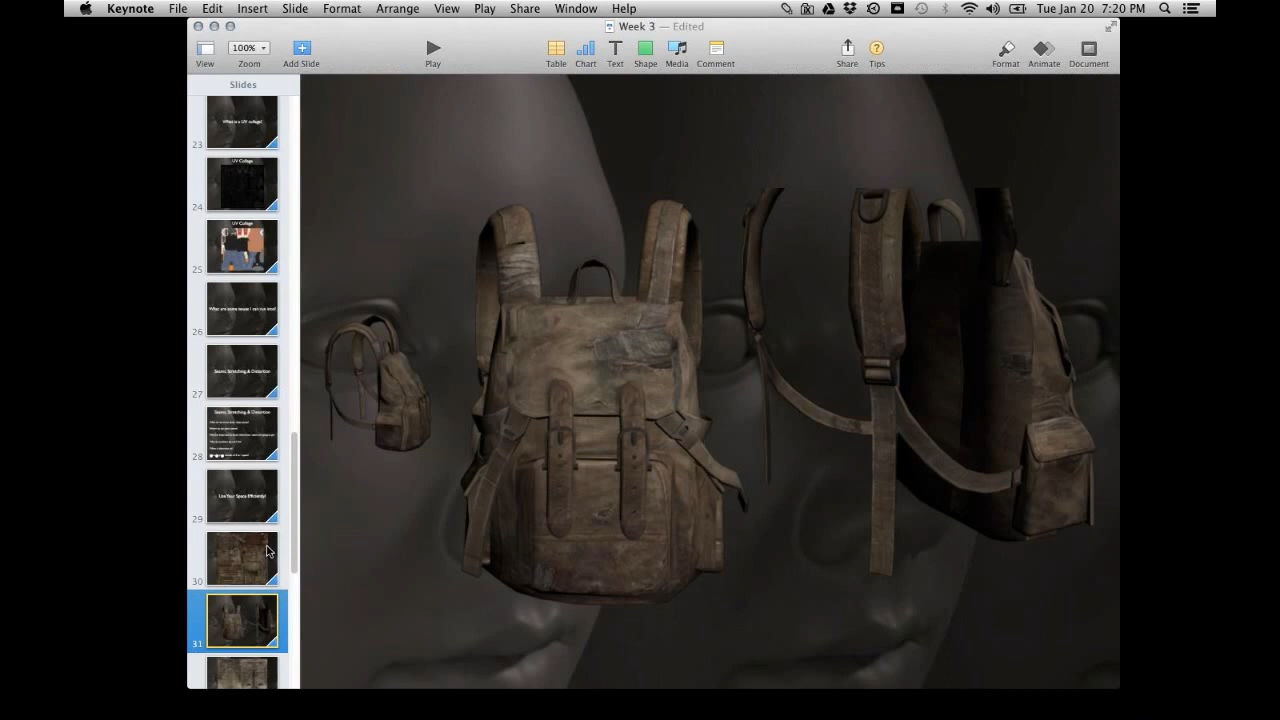 Keynote File Edit Insert Slide Format Arrange View Play Share Window Help Tue Jan 20 7:20 PM
Week 3 — Edited
100%
View Zoom Add Slide Play Table Chart Text Shape Media Comment Share Tips Format Animate Document
Slides
What is a UV collage?
23
UV Collage
24
UV Collage
25
26
Seams, Stretching & Distortion
27
Seams, Stretching & Distortion
28
Use Your Space Efficiently!
29
30
31